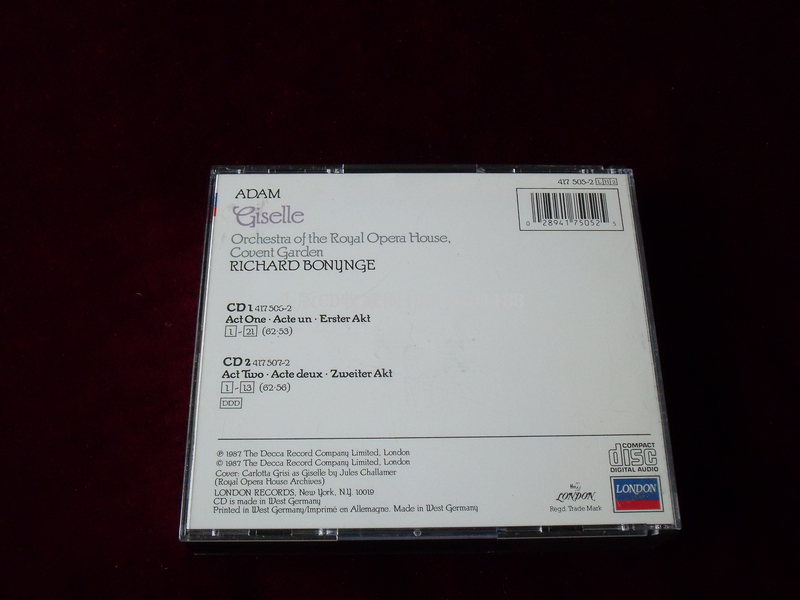 417 505-2 L H 2
ADAM
Giselle
0 28941 75052 5
Orchestra of the Royal Opera House,
Covent Garden
RICHARD BONYNGE
CD 1 417 506-2
Act One · Acte un · Erster Akt
1 - 21 (62·53)
CD 2 417 507-2
Act Two · Acte deux · Zweiter Akt
1 - 13 (62·56)
DDD
℗ 1987 The Decca Record Company Limited, London
© 1987 The Decca Record Company Limited, London
Cover: Carlotta Grisi as Giselle by Jules Challamer
(Royal Opera House Archives)
LONDON RECORDS, New York, N.Y. 10019
CD is made in West Germany
Printed in West Germany/Imprimé en Allemagne. Made in West Germany
COMPACT
disc
DIGITAL AUDIO
LONDON
Regd. Trade Mark
LONDON